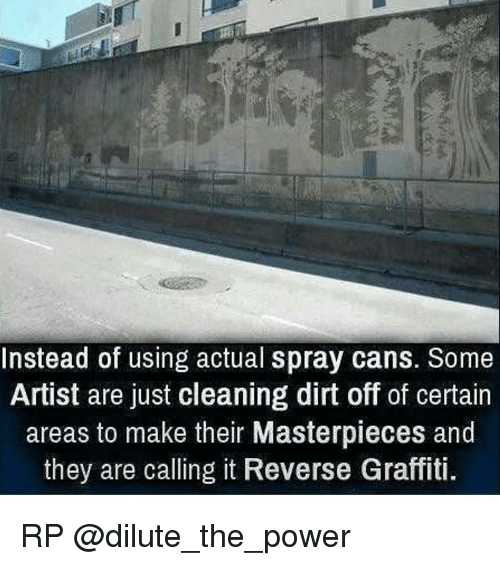 Instead of using actual spray cans. Some
Artist are just cleaning dirt off of certain
areas to make their Masterpieces and
they are calling it Reverse Graffiti.
RP @dilute_the_power